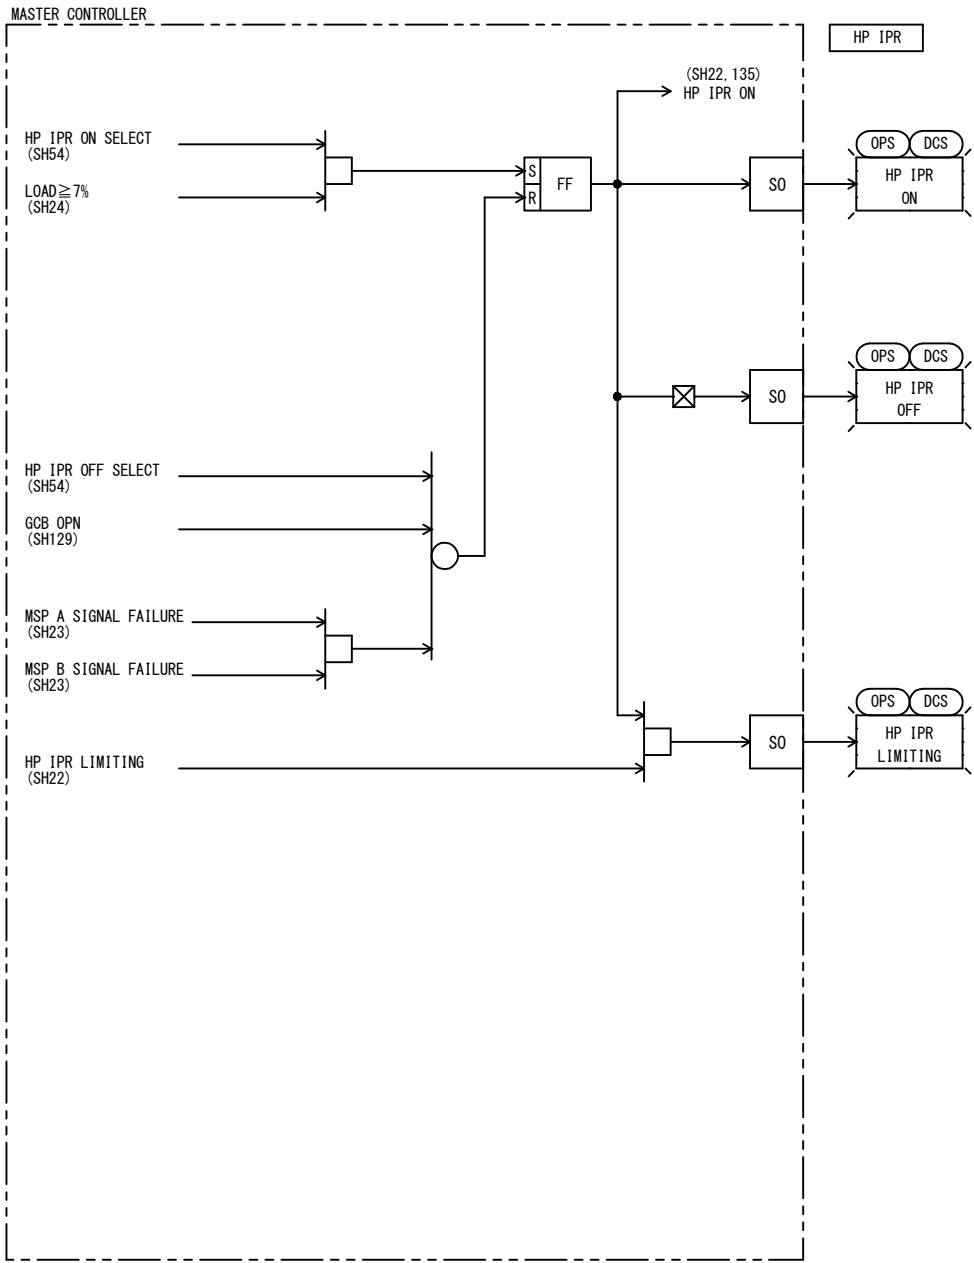 MASTER CONTROLLER
HP IPR
(SH22, 135)
HP IPR ON
HP IPR ON SELECT
(SH54)
LOAD≧7%
(SH24)
S
R
FF
SO
OPS DCS
HP IPR
ON
SO
OPS DCS
HP IPR
OFF
HP IPR OFF SELECT
(SH54)
GCB OPN
(SH129)
MSP A SIGNAL FAILURE
(SH23)
MSP B SIGNAL FAILURE
(SH23)
HP IPR LIMITING
(SH22)
SO
OPS DCS
HP IPR
LIMITING